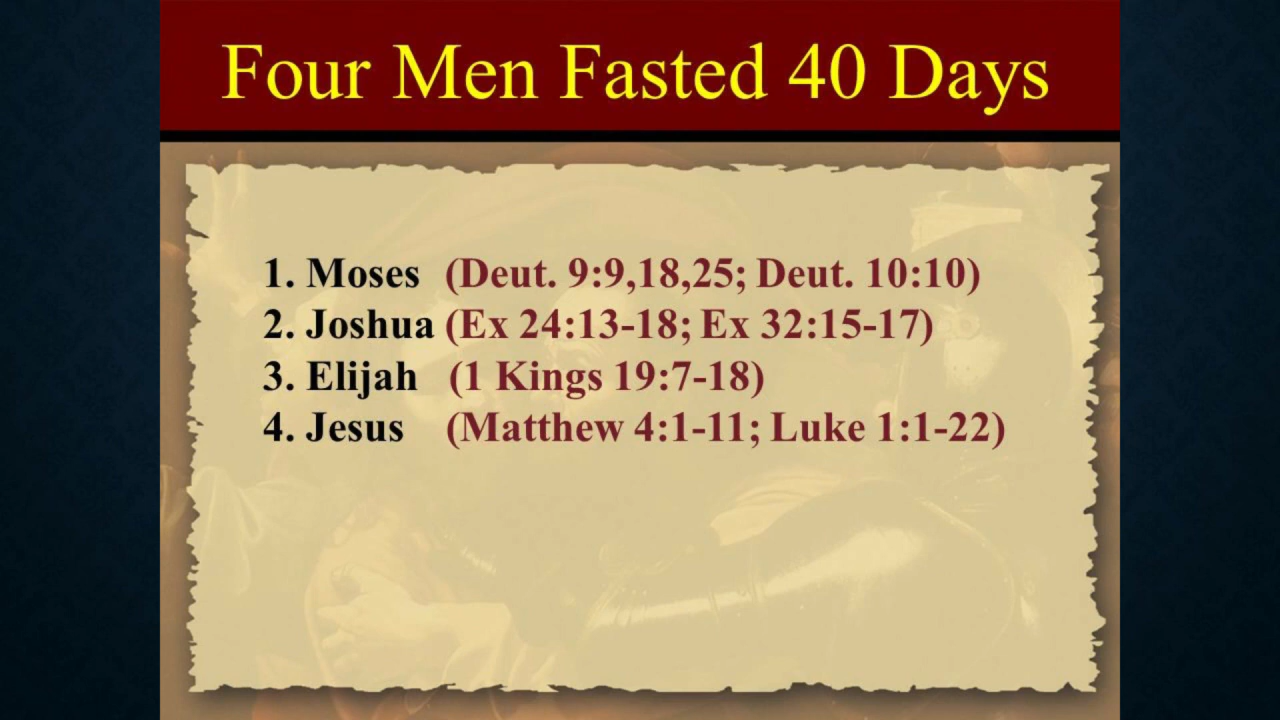 Four Men Fasted 40 Days
1. Moses (Deut. 9:9,18,25; Deut. 10:10)
2. Joshua (Ex 24:13-18; Ex 32:15-17)
3. Elijah (1 Kings 19:7-18)
4. Jesus (Matthew 4:1-11; Luke 1:1-22)